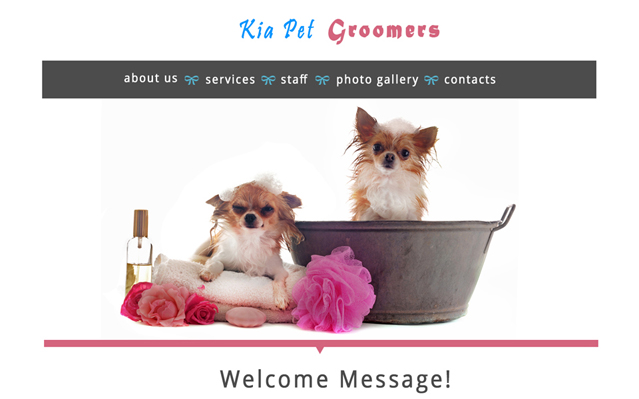 Kia Pet Groomers
about us services staff photo gallery contacts
Welcome Message!